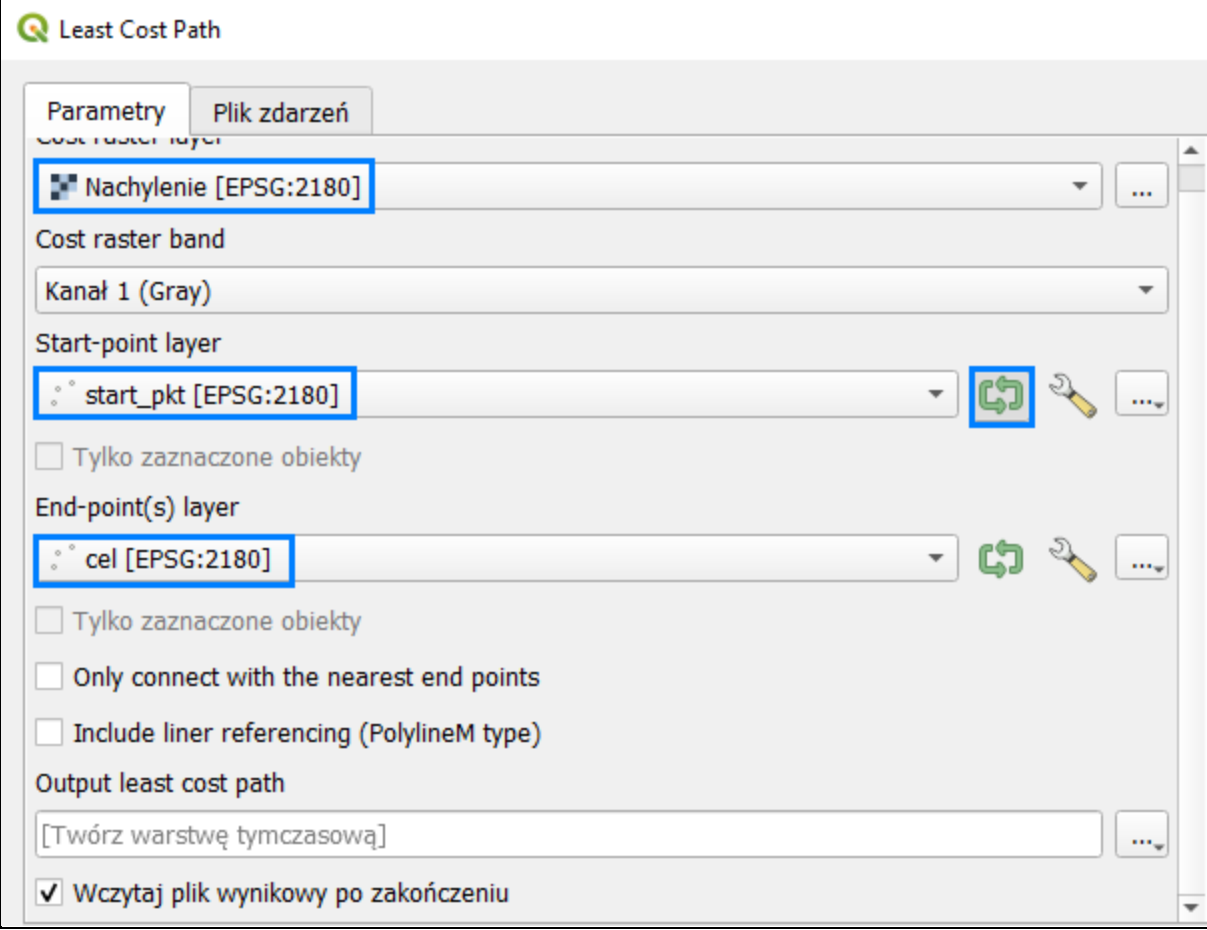 Least Cost Path
Parametry
Plik zdarzeń
Cost raster layer
Nachylenie [EPSG:2180]
...
Cost raster band
Kanał 1 (Gray)
Start-point layer
start_pkt [EPSG:2180]
...
Tylko zaznaczone obiekty
End-point(s) layer
cel [EPSG:2180]
...
Tylko zaznaczone obiekty
Only connect with the nearest end points
Include liner referencing (PolylineM type)
Output least cost path
[Twórz warstwę tymczasową]
...
Wczytaj plik wynikowy po zakończeniu